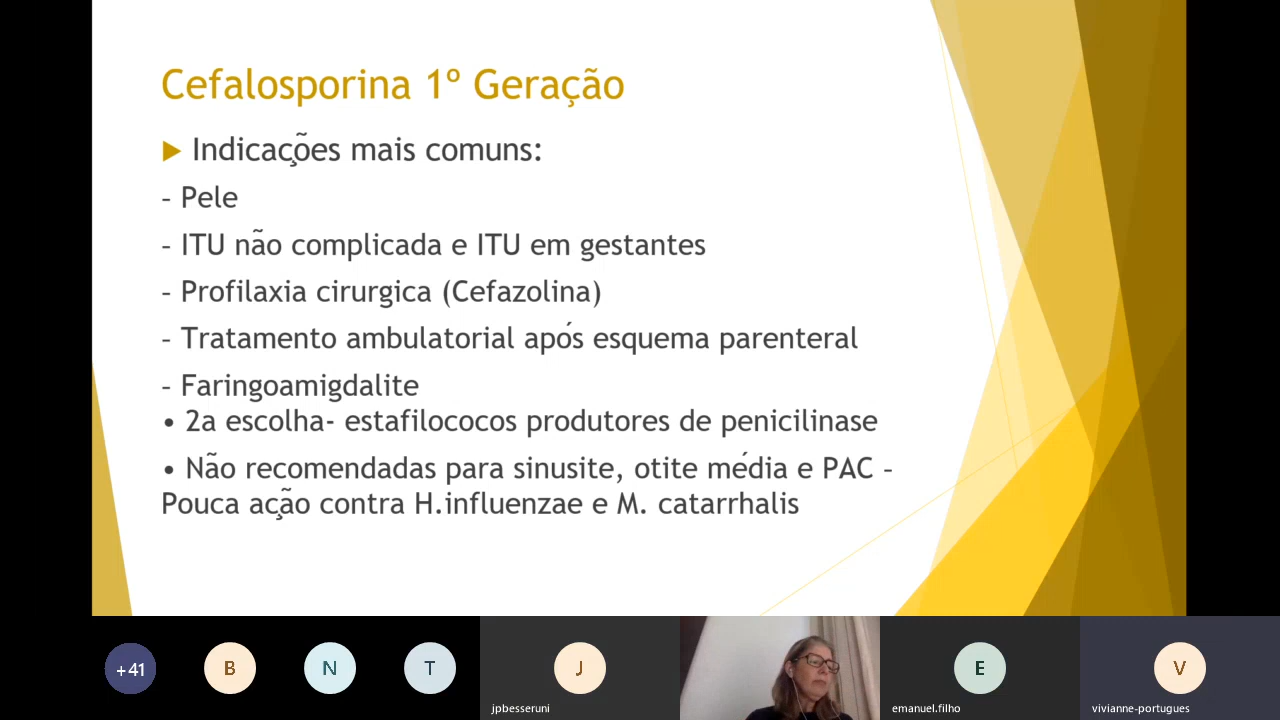 Cefalosporina 1º Geração
Indicações mais comuns:
- Pele
- ITU não complicada e ITU em gestantes
- Profilaxia cirurgica (Cefazolina)
- Tratamento ambulatorial após esquema parenteral
- Faringoamigdalite
• 2a escolha- estafilococos produtores de penicilinase
• Não recomendadas para sinusite, otite média e PAC –
Pouca ação contra H.influenzae e M. catarrhalis
+41
B
N
T
J
E
V
jpbesseruni
emanuel.filho
vivianne-portugues